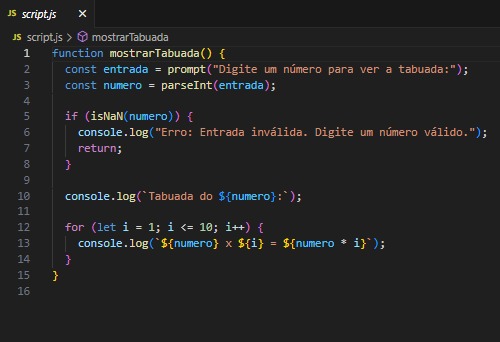 JS script.js ×
JS script.js > mostrarTabuada
1 function mostrarTabuada() {
2 const entrada = prompt("Digite um número para ver a tabuada:");
3 const numero = parseInt(entrada);
4
5 if (isNaN(numero)) {
6 console.log("Erro: Entrada inválida. Digite um número válido.");
7 return;
8 }
9
10 console.log(`Tabuada do ${numero}:`);
11
12 for (let i = 1; i <= 10; i++) {
13 console.log(`${numero} x ${i} = ${numero * i}`);
14 }
15 }
16